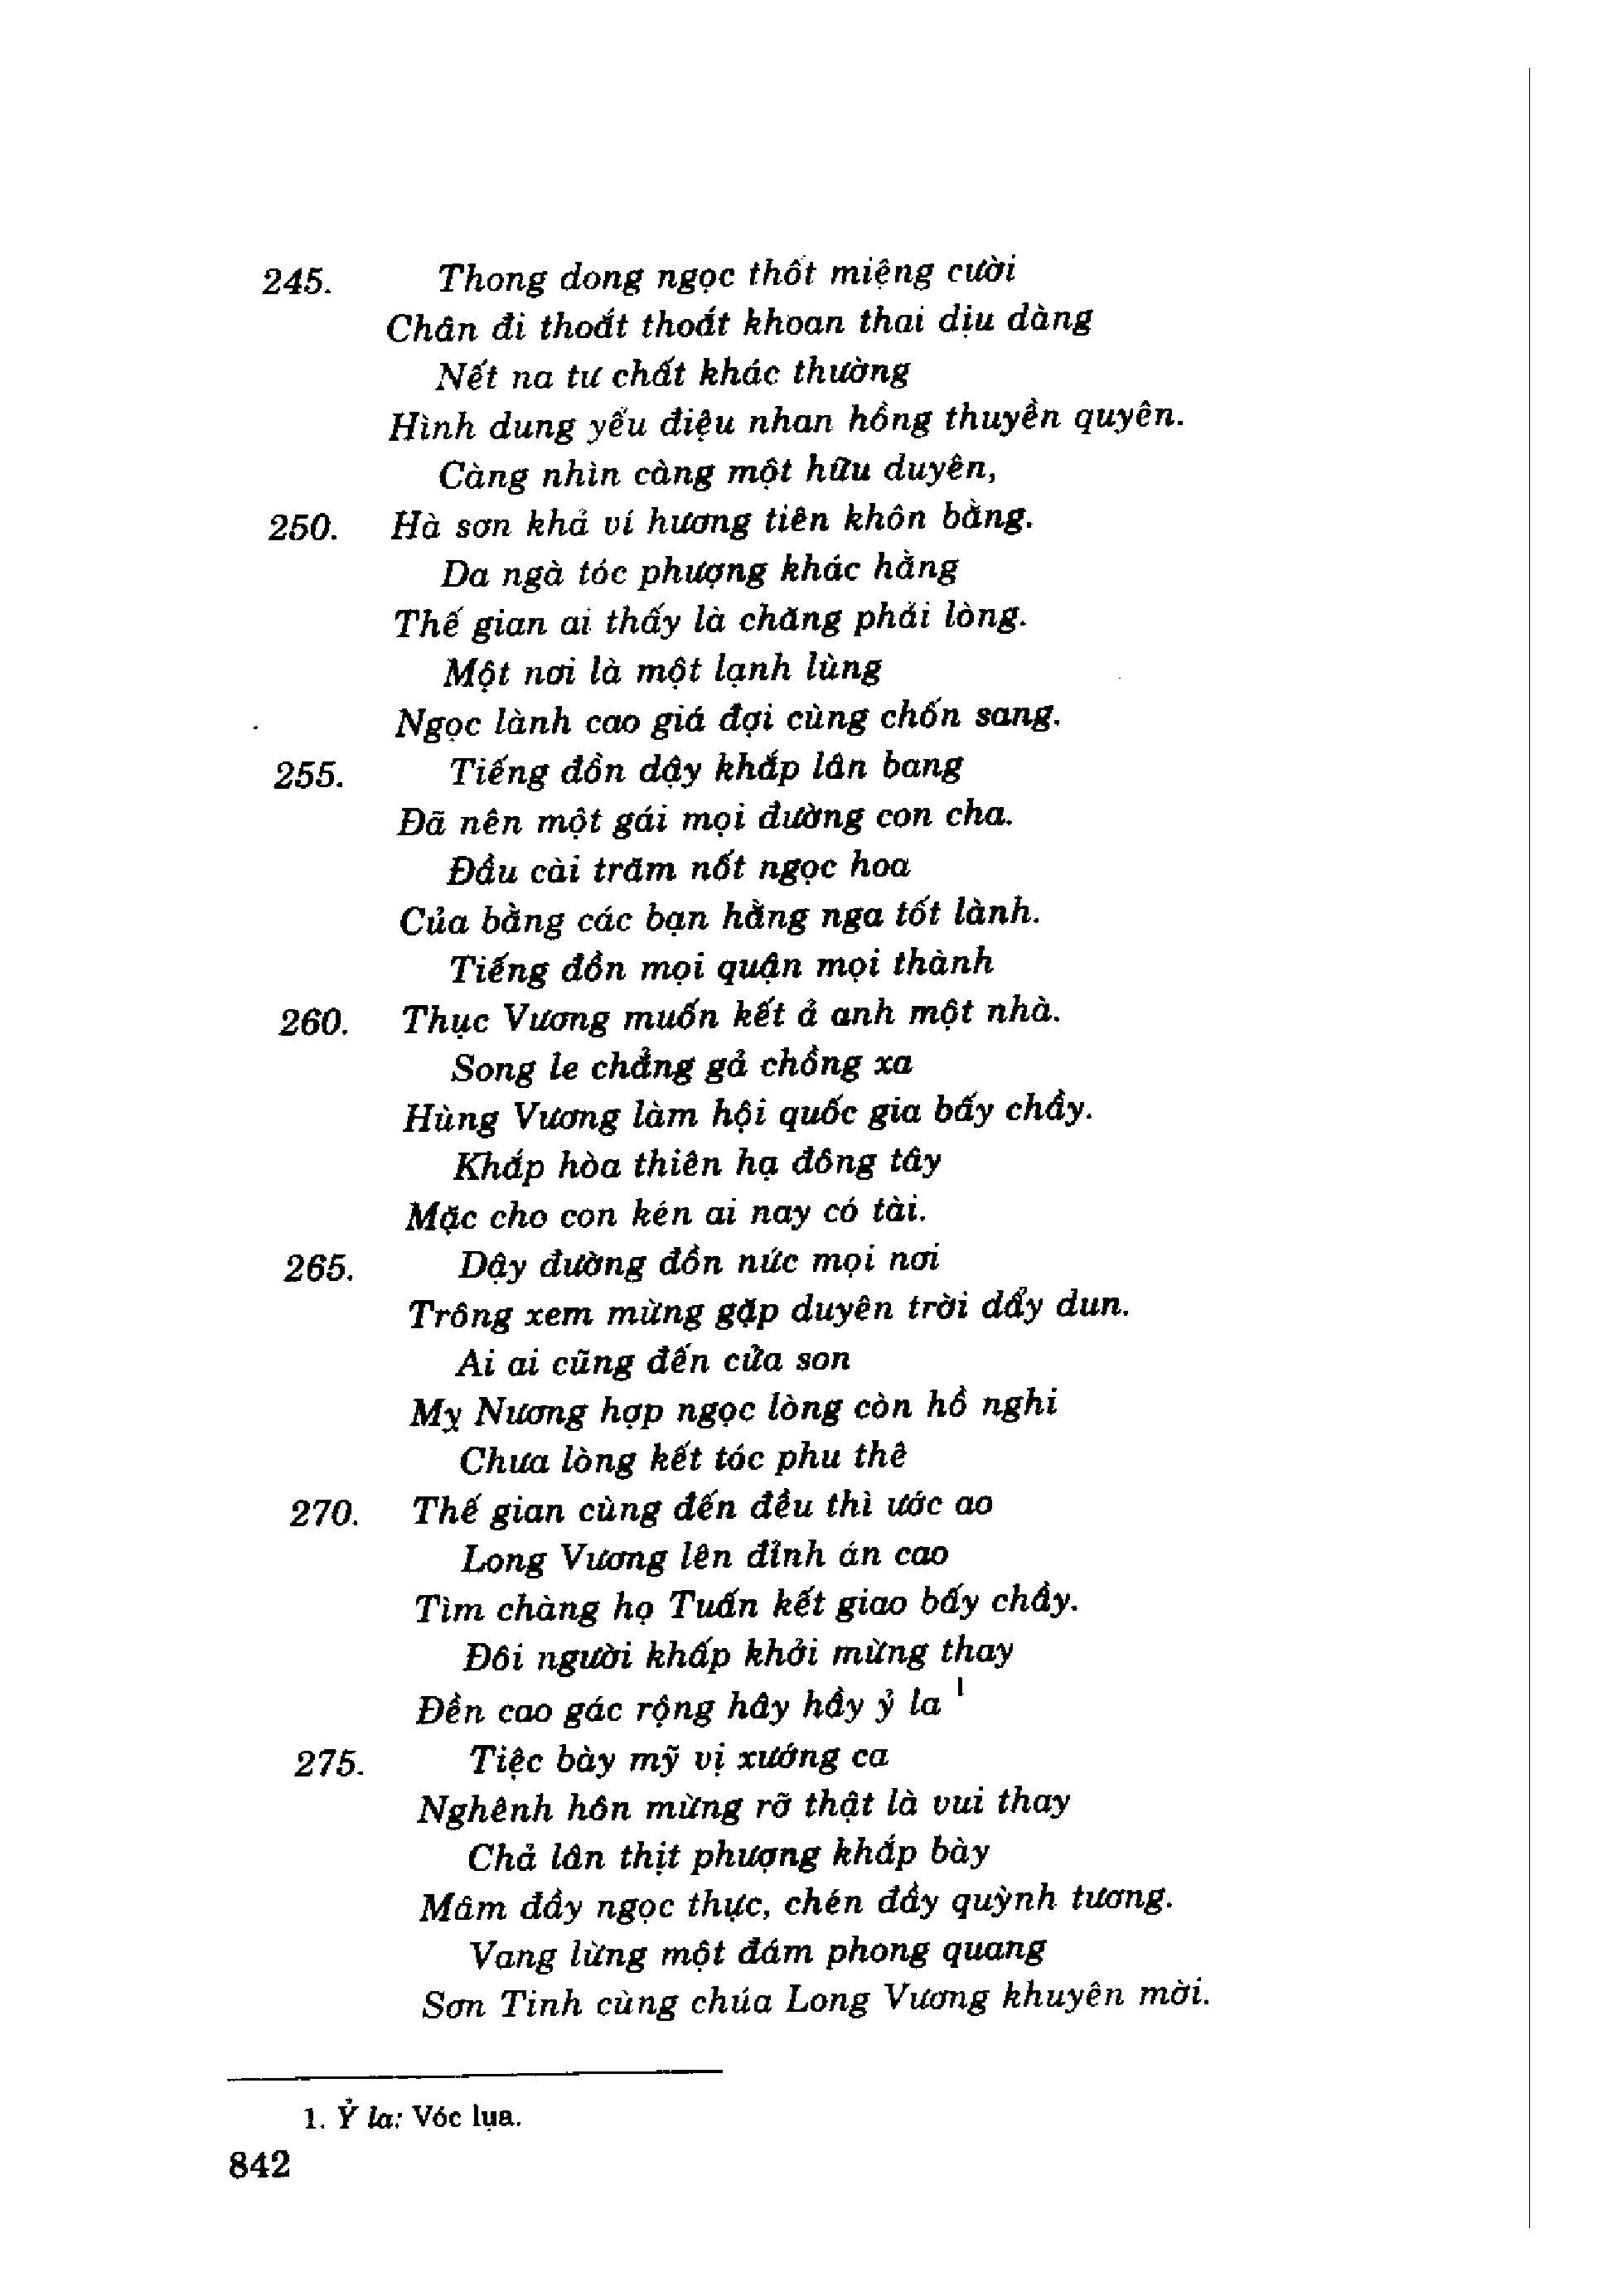 245. Thong dong ngọc thốt miệng cười
Chân đi thoắt thoắt khoan thai dịu dàng
Nết na tư chất khác thường
Hình dung yểu điệu nhan hồng thuyền quyên.
Càng nhìn càng một hữu duyên,
250. Hà sơn khả ví hương tiên khôn bằng.
Da ngà tóc phượng khác hằng
Thế gian ai thấy là chăng phải lòng.
Một nơi là một lạnh lùng
Ngọc lành cao giá đợi cùng chốn sang.
255. Tiếng đồn dậy khắp lân bang
Đã nên một gái mọi đường con cha.
Đầu cài trăm nốt ngọc hoa
Của bằng các bạn hằng nga tốt lành.
Tiếng đồn mọi quận mọi thành
260. Thục Vương muốn kết ả anh một nhà.
Song le chẳng gả chồng xa
Hùng Vương làm hội quốc gia bấy chầy.
Khắp hòa thiên hạ đông tây
Mặc cho con kén ai nay có tài.
265. Dậy đường đồn nức mọi nơi
Trông xem mừng gặp duyên trời dẩy dun.
Ai ai cũng đến cửa son
Mỵ Nương hợp ngọc lòng còn hồ nghi
Chưa lòng kết tóc phu thê
270. Thế gian cùng đến đều thì ước ao
Long Vương lên đỉnh án cao
Tìm chàng họ Tuấn kết giao bấy chầy.
Đôi người khấp khởi mừng thay
Đền cao gác rộng hây hẩy ỷ la 1
275. Tiệc bày mỹ vị xướng ca
Nghênh hôn mừng rỡ thật là vui thay
Chả lân thịt phượng khắp bày
Mâm đầy ngọc thực, chén đầy quỳnh tương.
Vang lừng một đám phong quang
Sơn Tinh cùng chúa Long Vương khuyên mời.
1. Ỷ la: Vóc lụa.
842